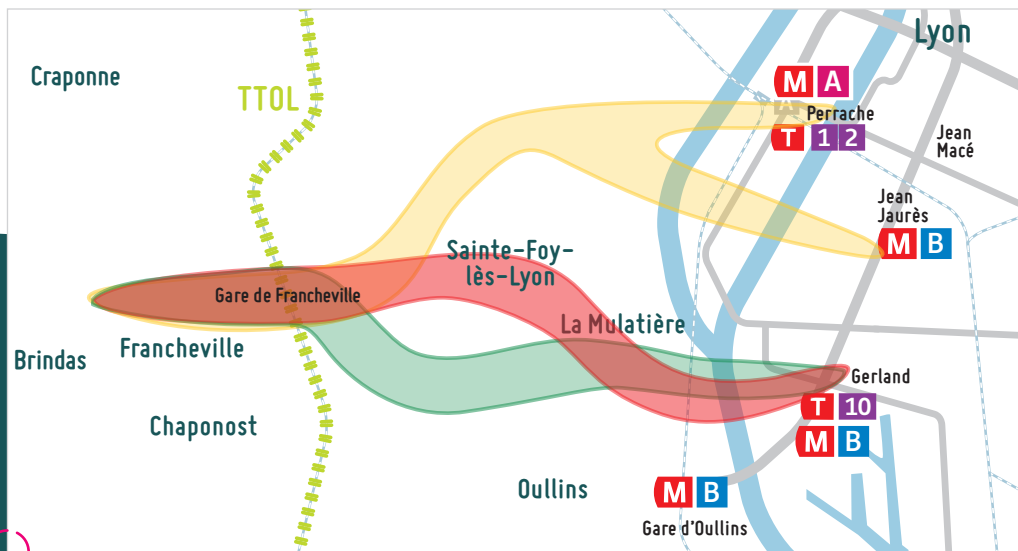 Lyon
Craponne
TTOL
M A
Perrache
T 1 2
Jean
Macé
Jean
Jaurès
M B
Sainte-Foy-
lès-Lyon
Gare de Francheville
La Mulatière
Francheville
Brindas
Gerland
T 10
Chaponost
M B
Oullins
M B
Gare d'Oullins